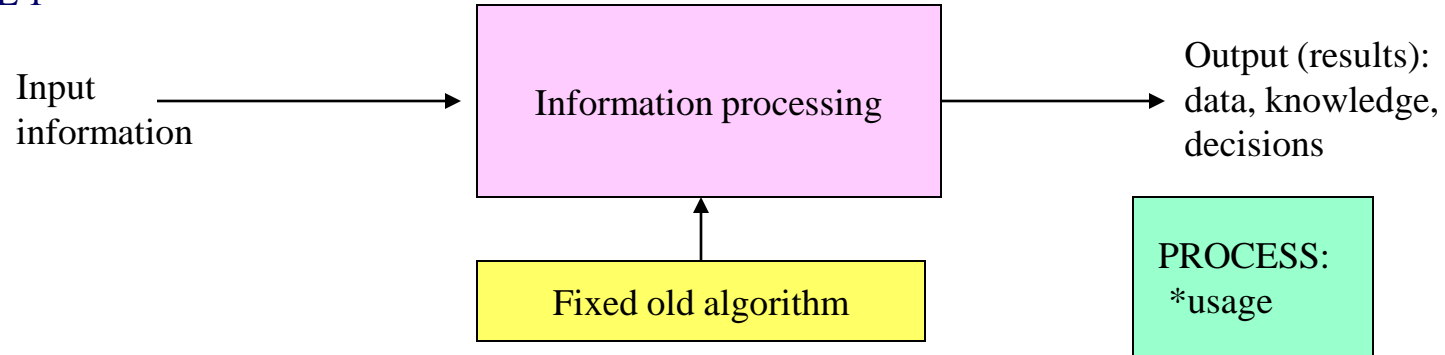 Input
information
Information processing
Output (results):
data, knowledge,
decisions
Fixed old algorithm
PROCESS:
*usage